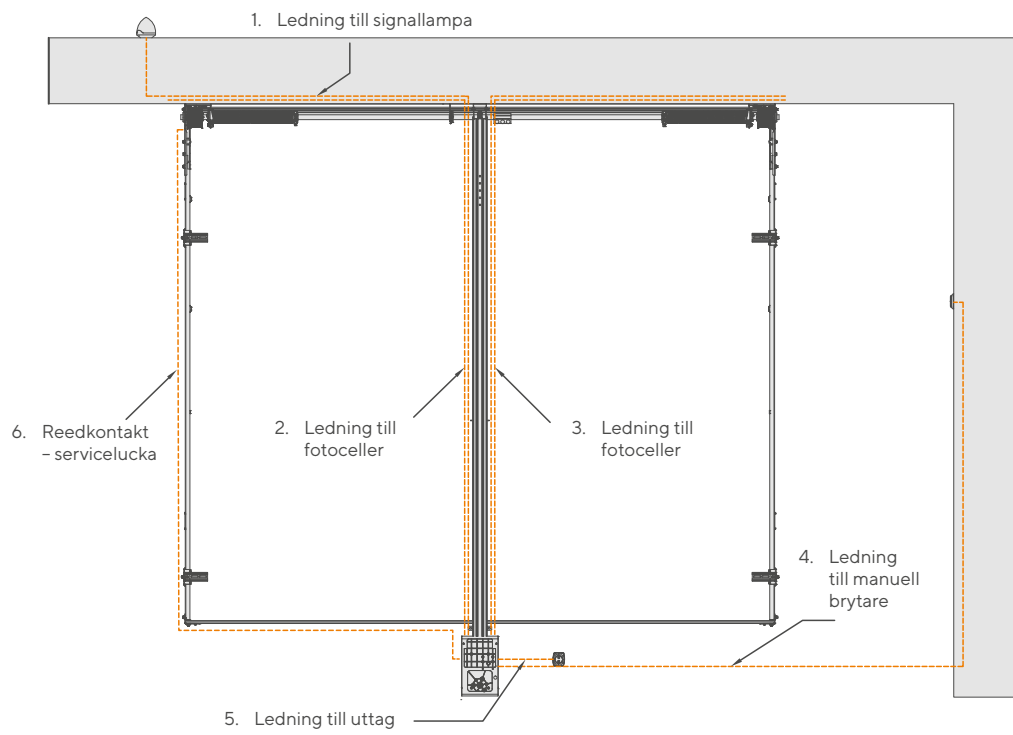 1. Ledning till signallampa
6. Reedkontakt
– servicelucka
2. Ledning till
fotoceller
3. Ledning till
fotoceller
4. Ledning
till manuell
brytare
5. Ledning till uttag